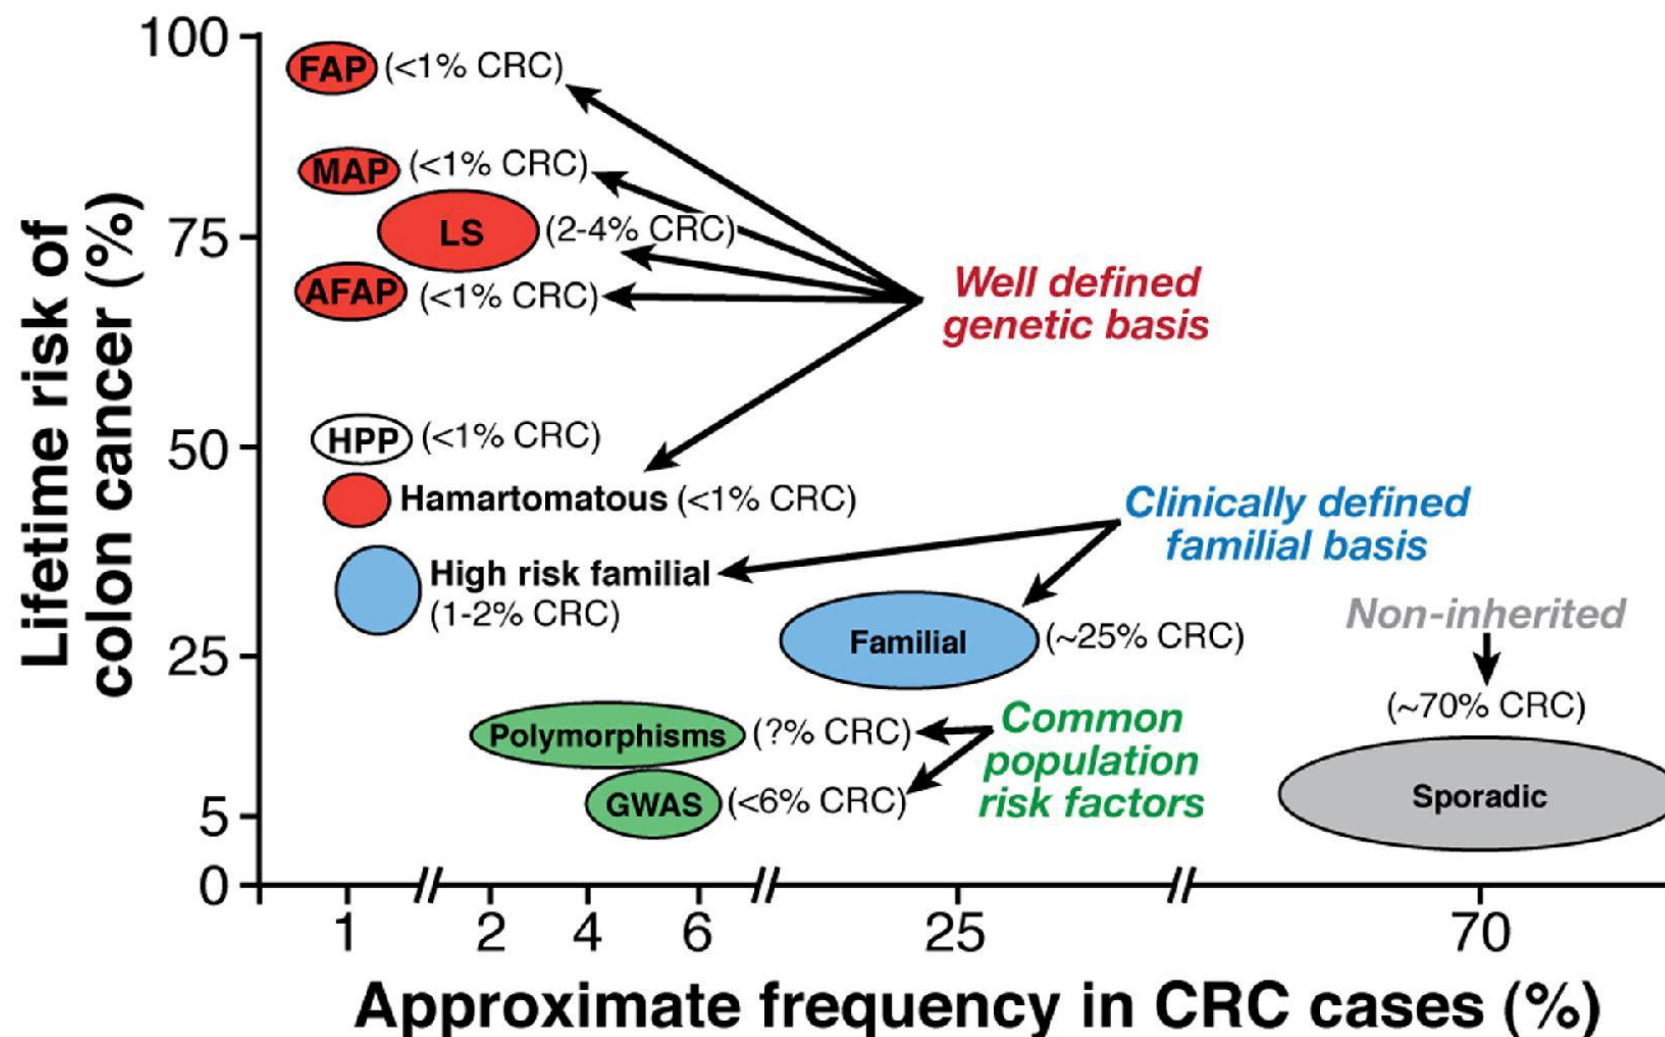 Lifetime risk of
colon cancer (%)
100
75
50
25
5
0
FAP (<1% CRC)
MAP (<1% CRC)
LS (2-4% CRC)
AFAP (<1% CRC)
Well defined
genetic basis
HPP (<1% CRC)
Hamartomatous (<1% CRC)
Clinically defined
familial basis
High risk familial
(1-2% CRC)
Familial (~25% CRC)
Non-inherited
(~70% CRC)
Sporadic
Polymorphisms (?% CRC)
GWAS (<6% CRC)
Common
population
risk factors
1 2 4 6 25 70
Approximate frequency in CRC cases (%)